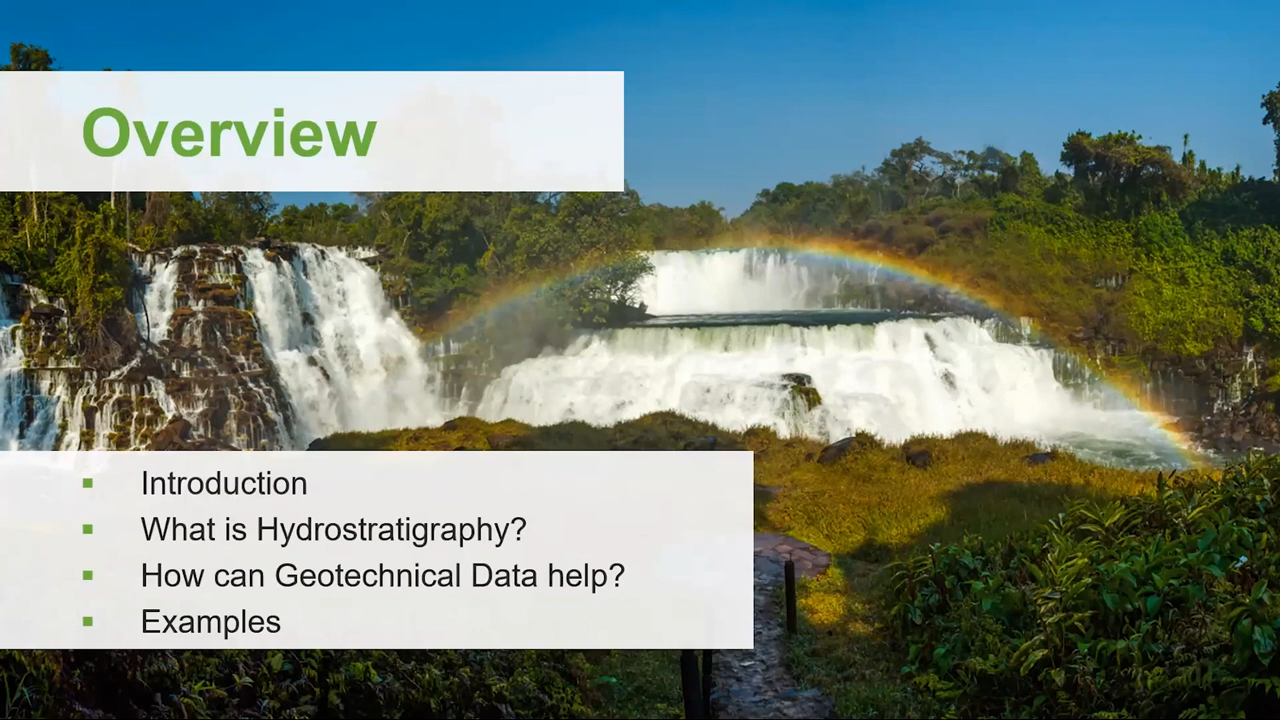 Overview
Introduction
What is Hydrostratigraphy?
How can Geotechnical Data help?
Examples